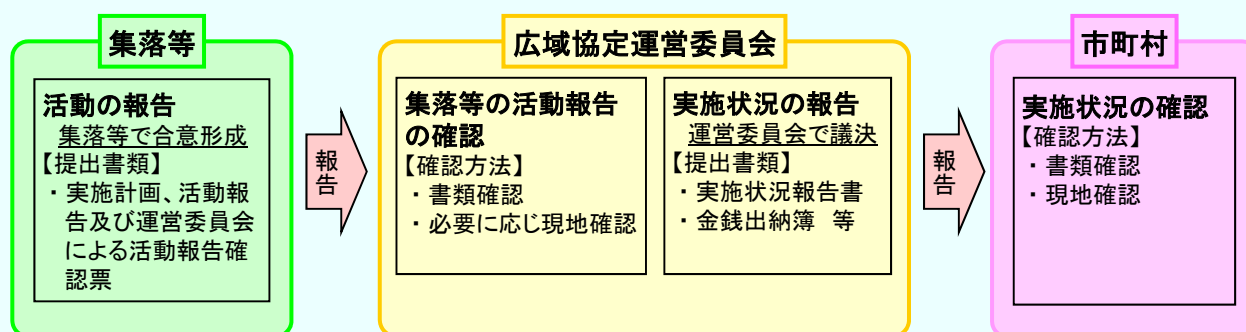 集落等
活動の報告
集落等で合意形成
【提出書類】
・実施計画、活動報
告及び運営委員会
による活動報告確
認票
報告
広域協定運営委員会
集落等の活動報告
の確認
【確認方法】
・書類確認
・必要に応じ現地確認
実施状況の報告
運営委員会で議決
【提出書類】
・実施状況報告書
・金銭出納簿 等
報告
市町村
実施状況の確認
【確認方法】
・書類確認
・現地確認